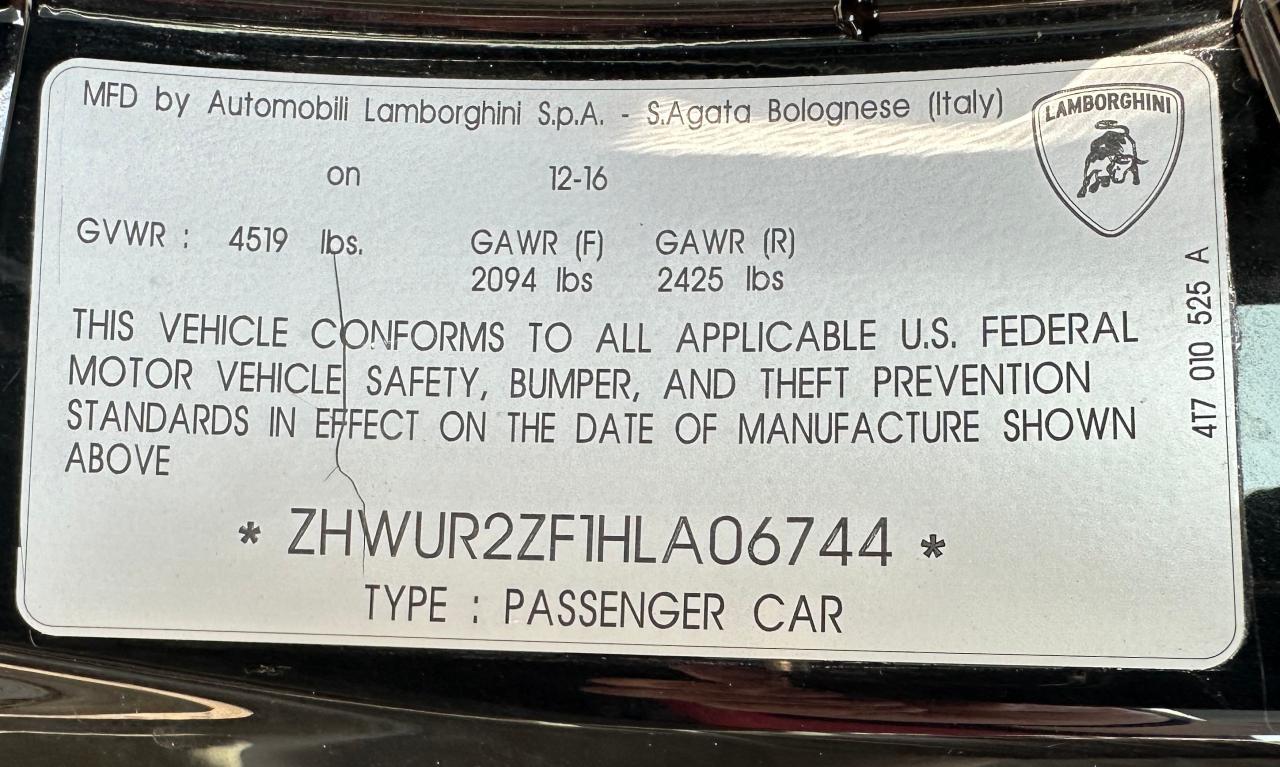 MFD by Automobili Lamborghini S.p.A. - S.Agata Bolognese (Italy)
LAMBORGHINI
on 12-16
GVWR : 4519 lbs. GAWR (F) GAWR (R)
2094 lbs 2425 lbs
THIS VEHICLE CONFORMS TO ALL APPLICABLE U.S. FEDERAL
MOTOR VEHICLE SAFETY, BUMPER, AND THEFT PREVENTION
STANDARDS IN EFFECT ON THE DATE OF MANUFACTURE SHOWN
ABOVE
* ZHWUR2ZF1HLA06744 *
TYPE : PASSENGER CAR
4T7 010 525 A